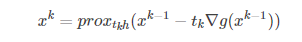 x^k = prox_{t_k h}(x^{k-1} − t_k∇g(x^{k-1}))